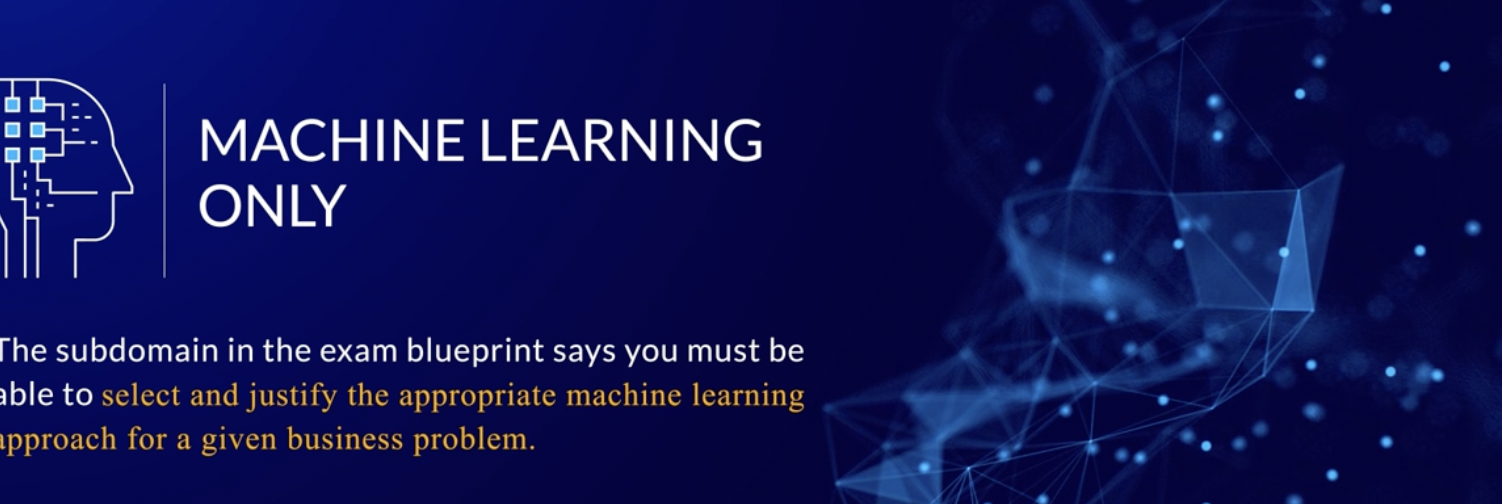 MACHINE LEARNING
ONLY
The subdomain in the exam blueprint says you must be
able to select and justify the appropriate machine learning
approach for a given business problem.